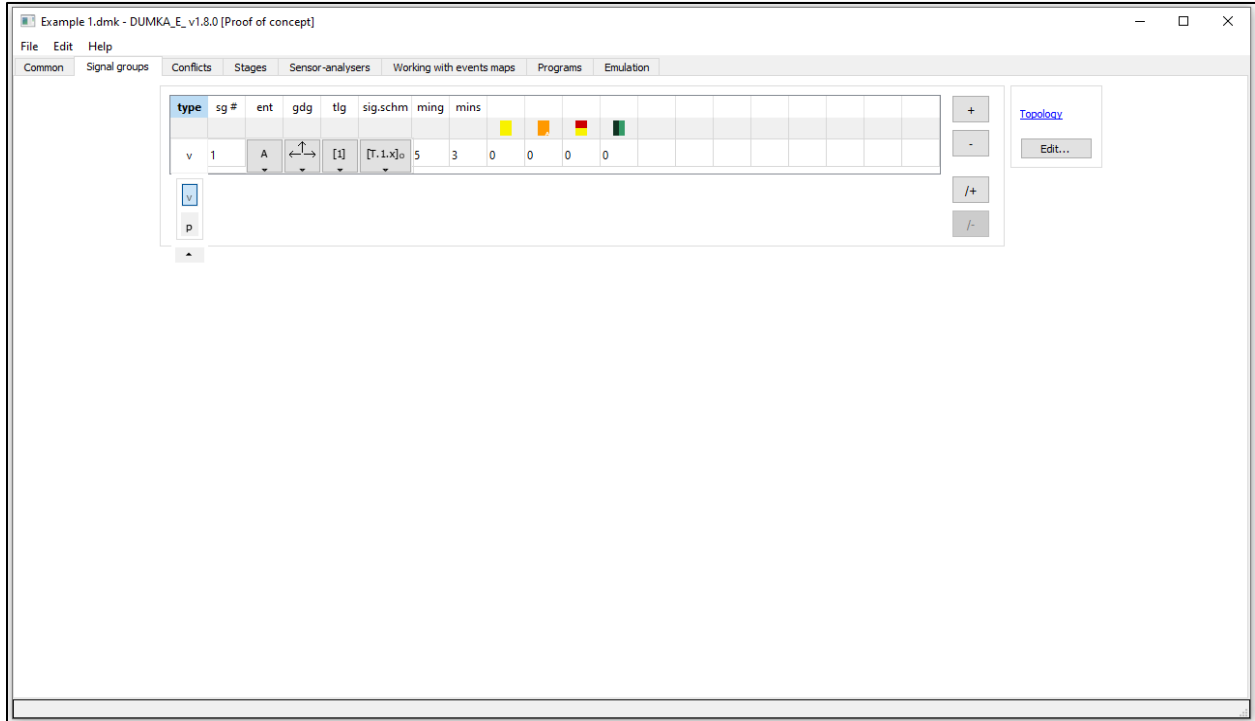 Example 1.dmk - DUMKA_E_ v1.8.0 [Proof of concept]
File Edit Help
Common Signal groups Conflicts Stages Sensor-analysers Working with events maps Programs Emulation
type sg # ent gdg tlg sig.schm ming mins
+
Topology
-
Edit...
v 1 A [1] [T.1.x]o 5 3 0 0 0 0
v
/+
p
/-